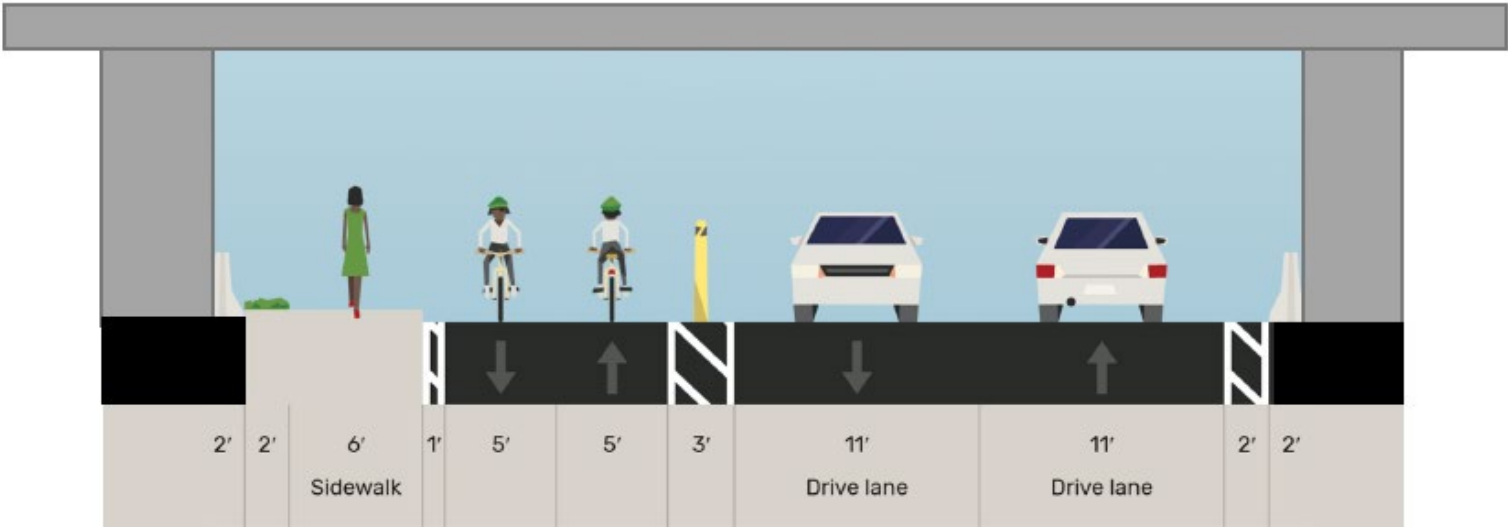 2′ 2′ 6′ 1′ 5′ 5′ 3′ 11′ 11′ 2′ 2′
Sidewalk Drive lane Drive lane